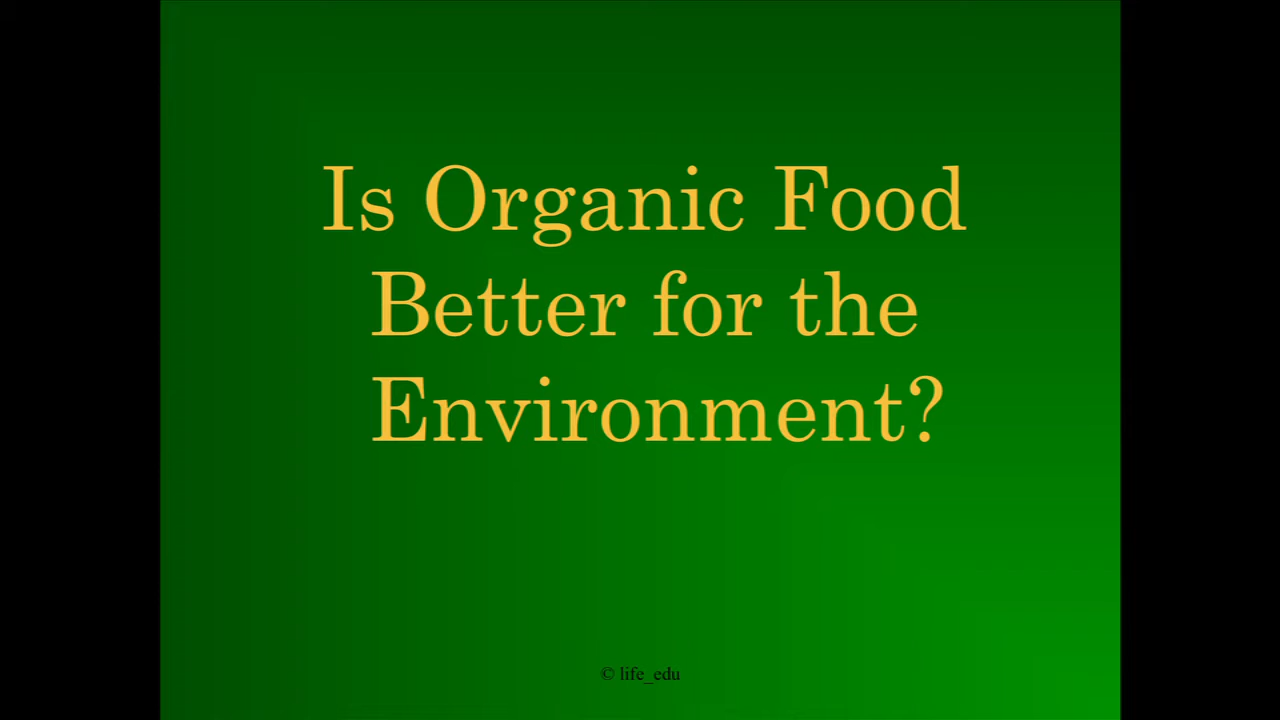 Is Organic Food
Better for the
Environment?
© life_edu